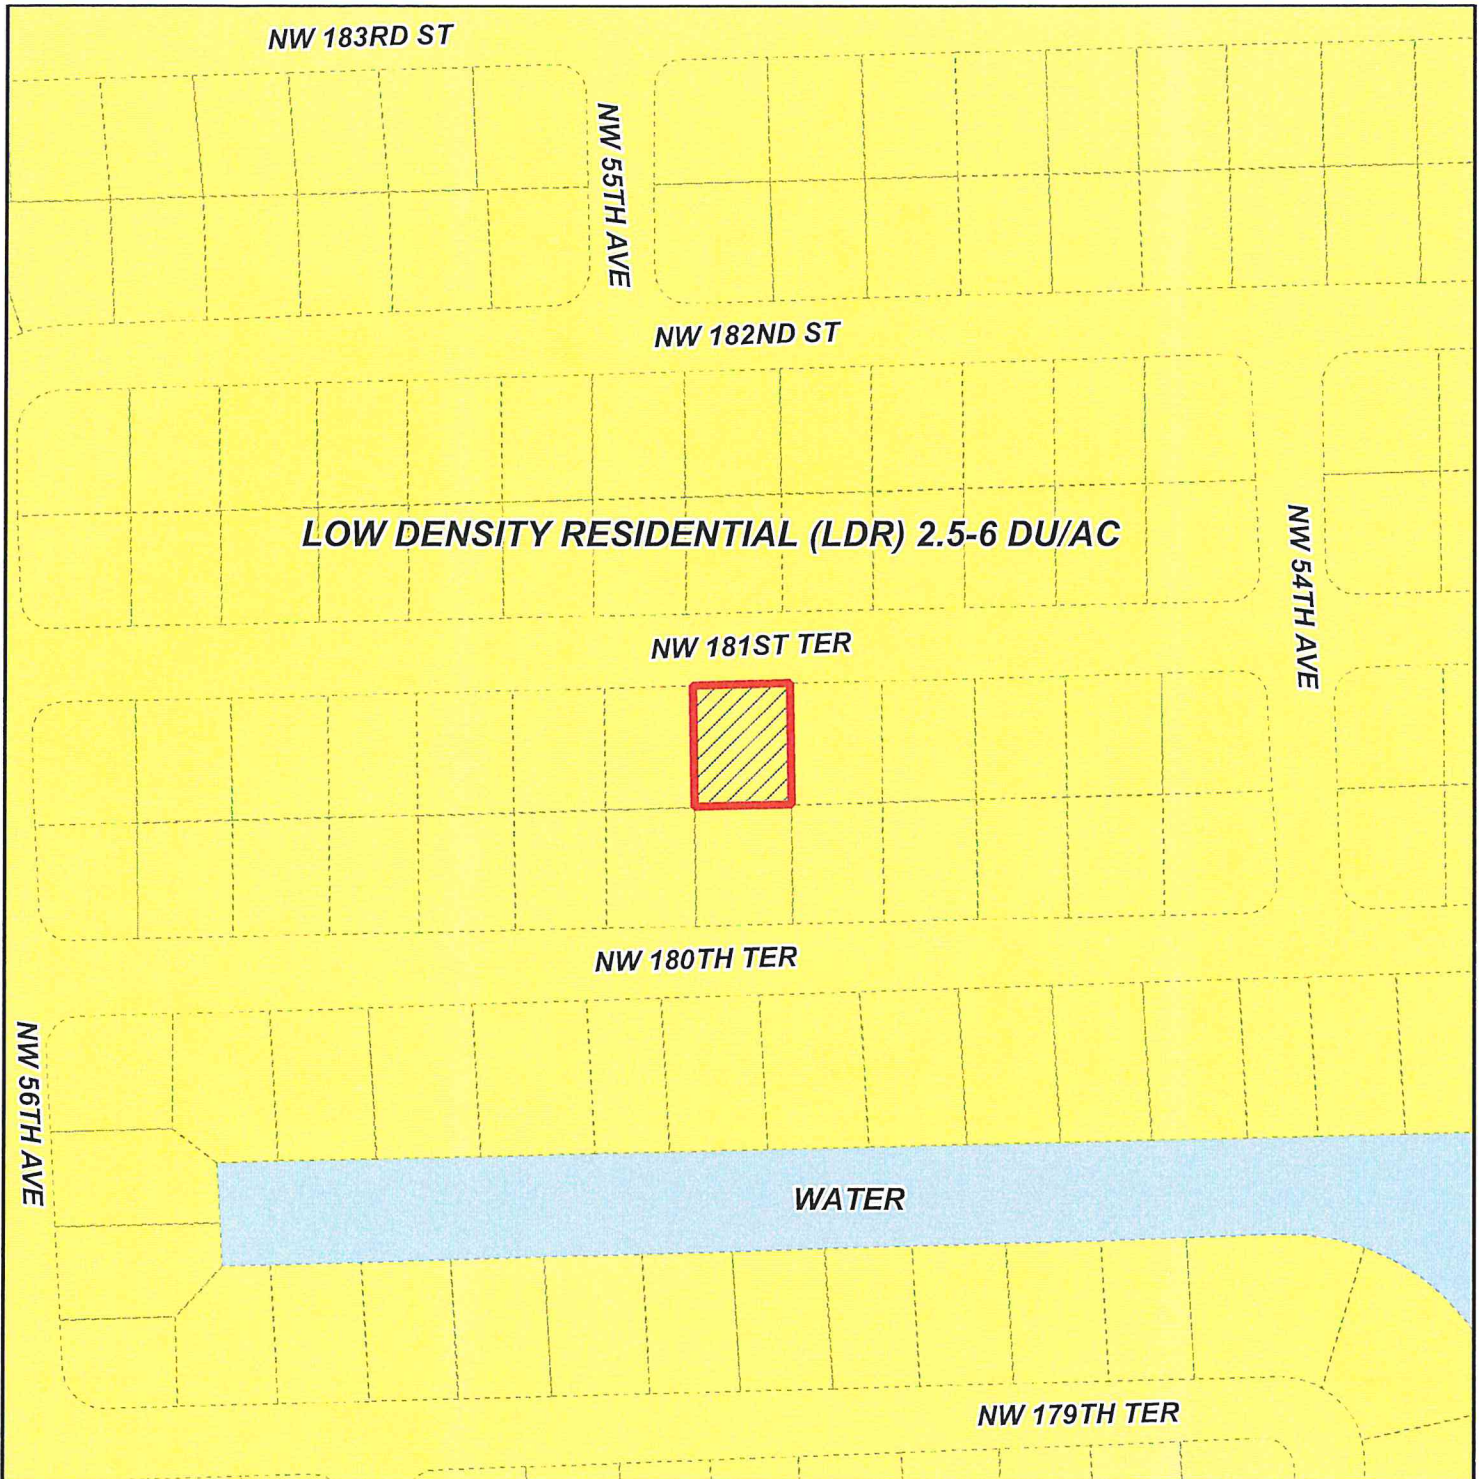 NW 183RD ST
NW 55TH AVE
NW 182ND ST
LOW DENSITY RESIDENTIAL (LDR) 2.5-6 DU/AC
NW 54TH AVE
NW 181ST TER
NW 180TH TER
NW 56TH AVE
WATER
NW 179TH TER